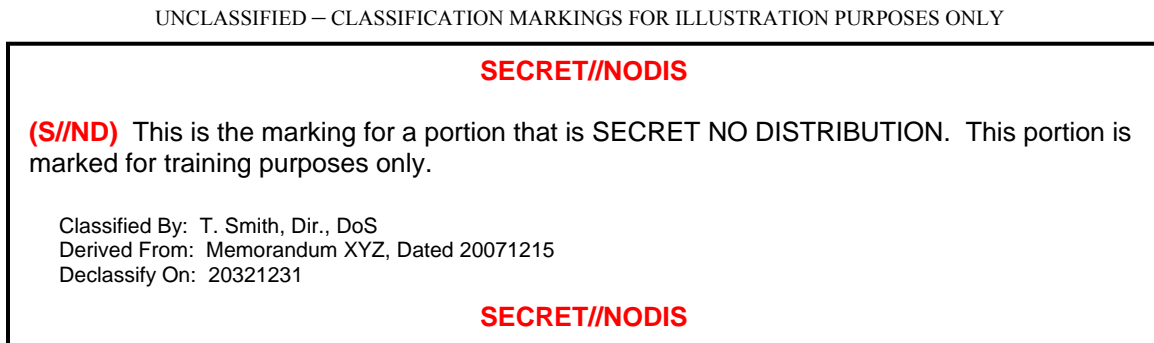 UNCLASSIFIED — CLASSIFICATION MARKINGS FOR ILLUSTRATION PURPOSES ONLY
SECRET//NODIS
(S//ND) This is the marking for a portion that is SECRET NO DISTRIBUTION. This portion is
marked for training purposes only.
Classified By: T. Smith, Dir., DoS
Derived From: Memorandum XYZ, Dated 20071215
Declassify On: 20321231
SECRET//NODIS